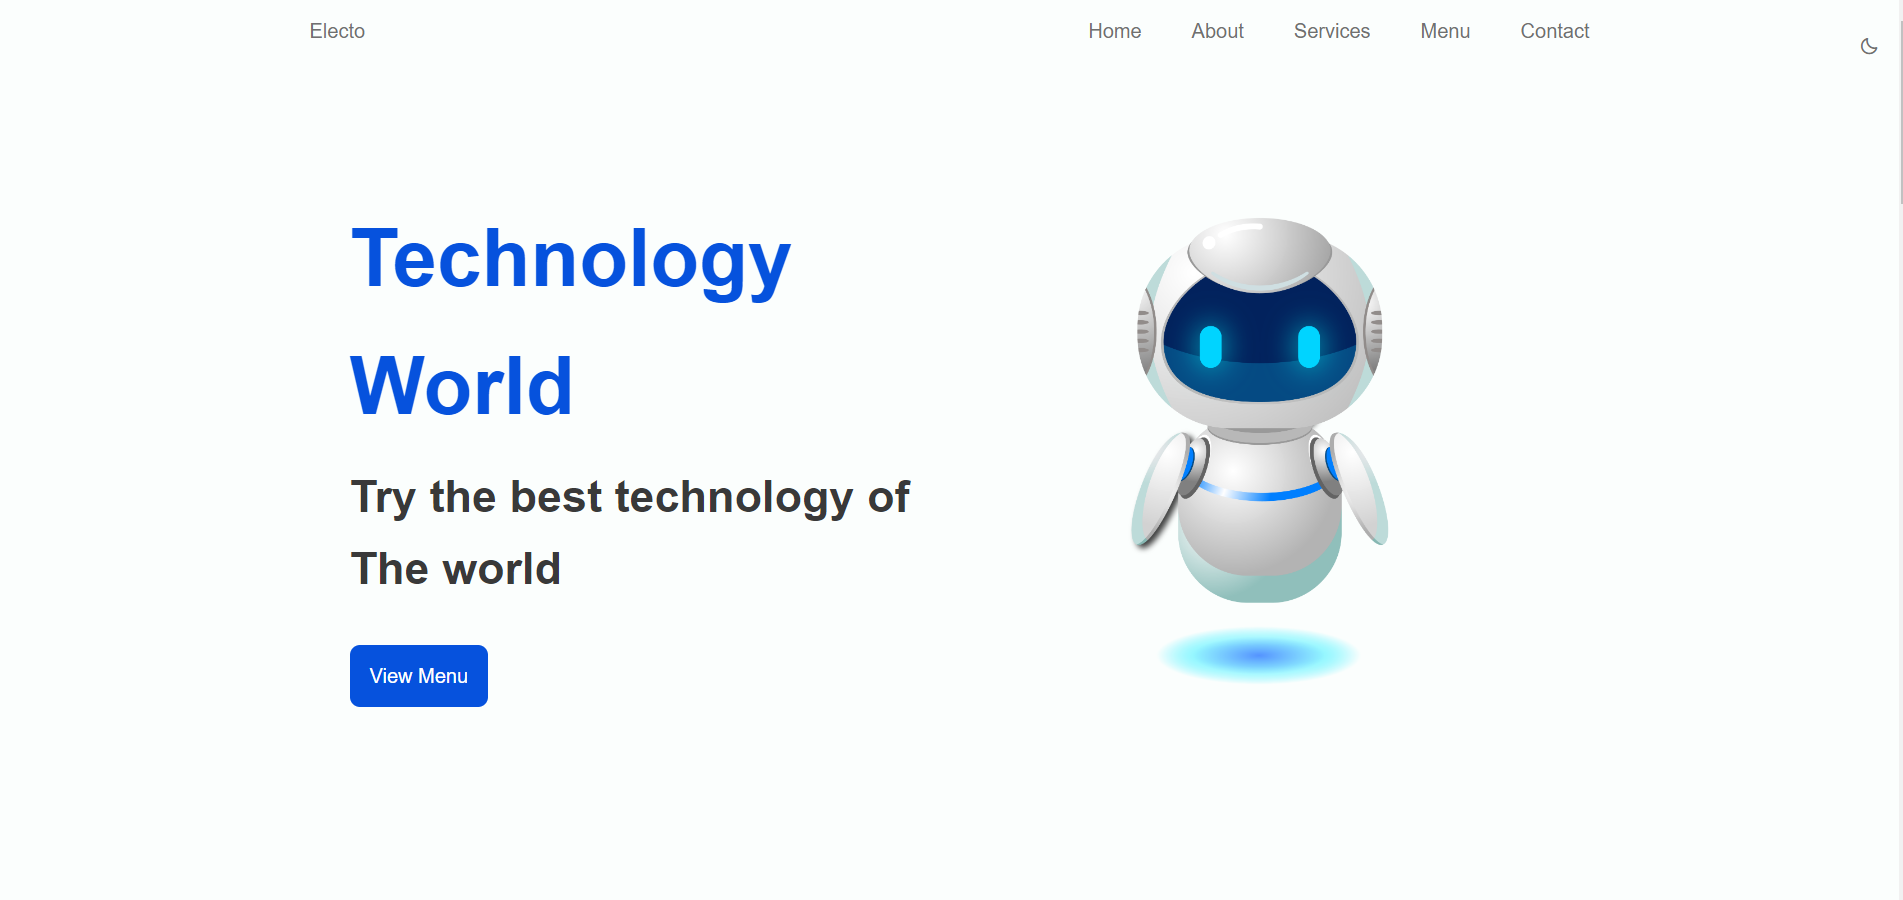 Electo
Home About Services Menu Contact
Technology
World
Try the best technology of
The world
View Menu